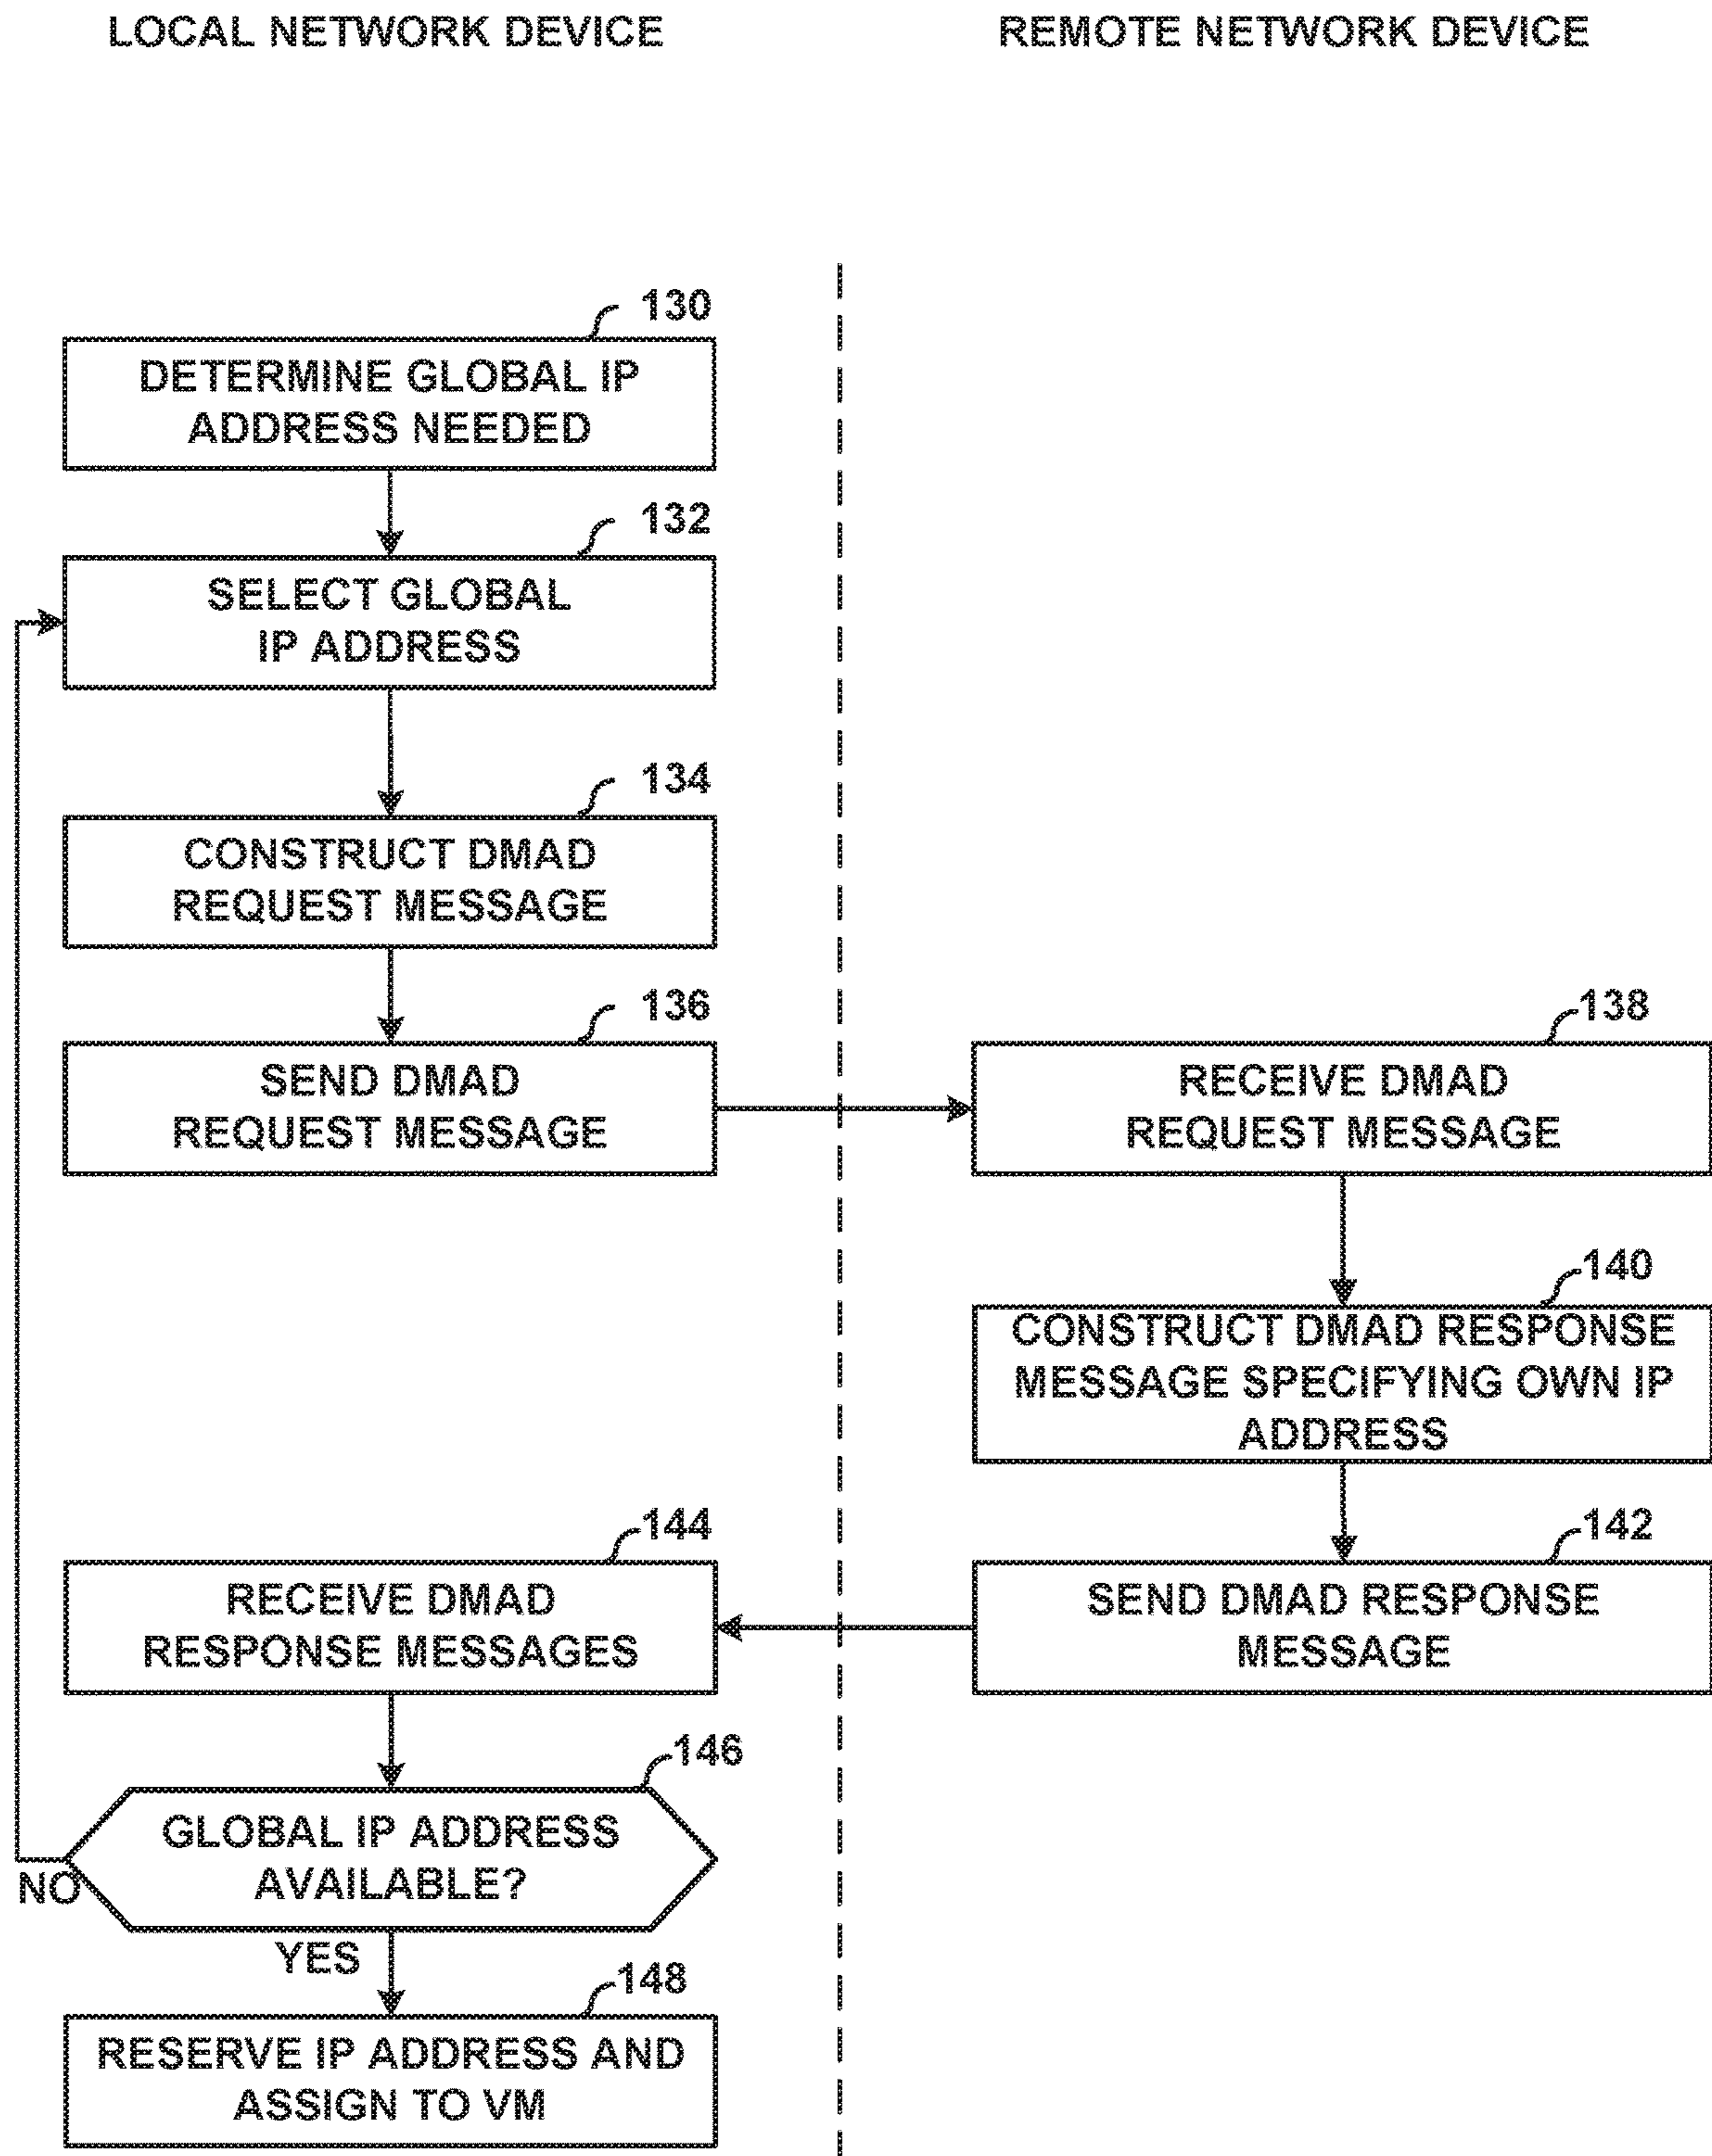 LOCAL NETWORK DEVICE
REMOTE NETWORK DEVICE
130
DETERMINE GLOBAL IP
ADDRESS NEEDED
132
SELECT GLOBAL
IP ADDRESS
134
CONSTRUCT DMAD
REQUEST MESSAGE
136
SEND DMAD
REQUEST MESSAGE
138
RECEIVE DMAD
REQUEST MESSAGE
140
CONSTRUCT DMAD RESPONSE
MESSAGE SPECIFYING OWN IP
ADDRESS
142
SEND DMAD RESPONSE
MESSAGE
144
RECEIVE DMAD
RESPONSE MESSAGES
146
GLOBAL IP ADDRESS
AVAILABLE?
NO
YES
148
RESERVE IP ADDRESS AND
ASSIGN TO VM